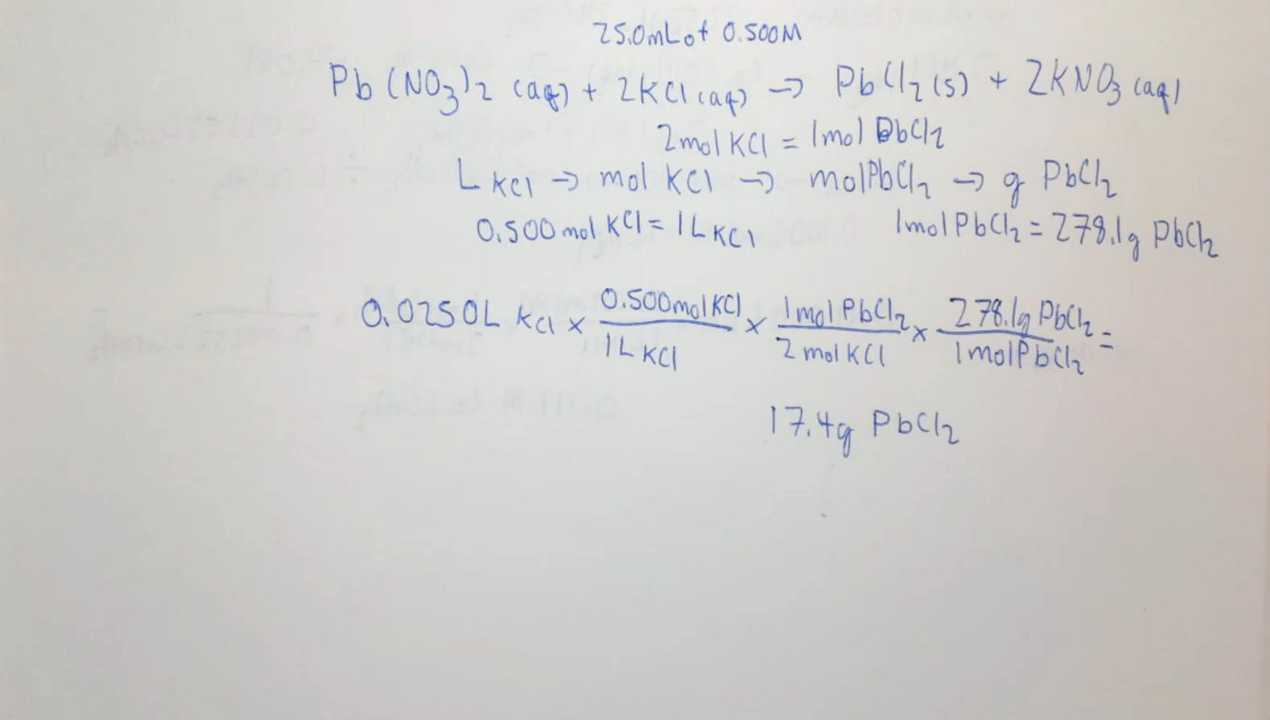 25.0mL of 0.500M
Pb(NO3)2 (aq) + 2KCl (aq) → PbCl2 (s) + 2KNO3 (aq)
2mol KCl = 1mol PbCl2
L KCl → mol KCl → mol PbCl2 → g PbCl2
0.500 mol KCl = 1 L KCl 1mol PbCl2 = 278.1g PbCl2
0.0250L KCl x 0.500mol KCl / 1L KCl x 1mol PbCl2 / 2 mol KCl x 278.1g PbCl2 / 1mol PbCl2 =
17.4g PbCl2